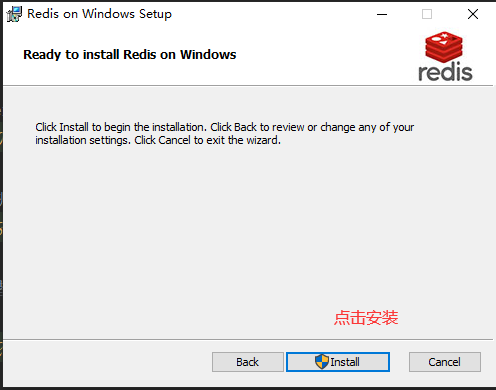 Redis on Windows Setup
Ready to install Redis on Windows
redis
Click Install to begin the installation. Click Back to review or change any of your
installation settings. Click Cancel to exit the wizard.
点击安装
Back
Install
Cancel